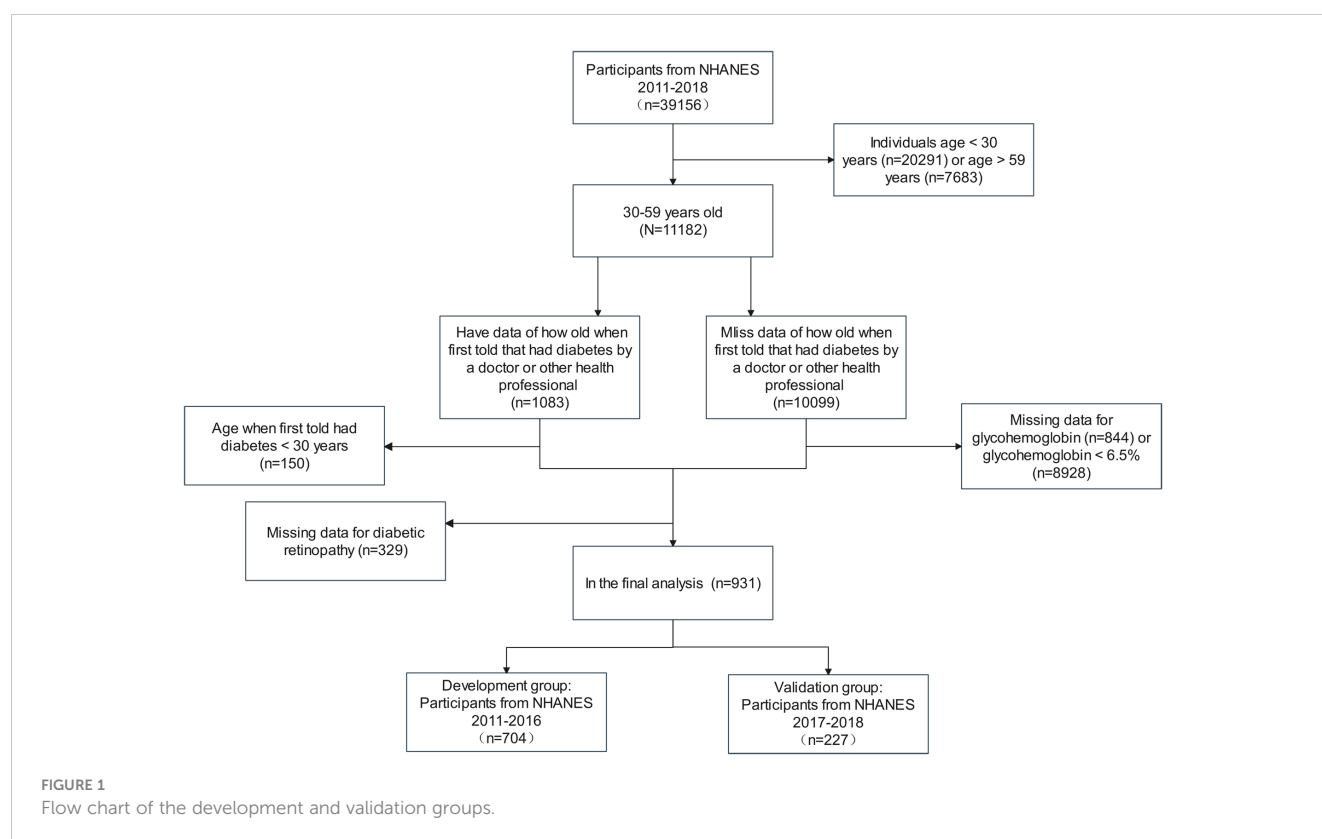 Participants from NHANES
2011-2018
（n=39156）
Individuals age < 30
years (n=20291) or age > 59
years (n=7683)
30-59 years old
(N=11182)
Have data of how old when
first told that had diabetes by
a doctor or other health
professional
(n=1083)
MIiss data of how old when
first told that had diabetes by
a doctor or other health
professional
(n=10099)
Age when first told had
diabetes < 30 years
(n=150)
Missing data for
glycohemoglobin (n=844) or
glycohemoglobin < 6.5%
(n=8928)
Missing data for diabetic
retinopathy (n=329)
In the final analysis (n=931)
Development group:
Participants from NHANES
2011-2016
（n=704）
Validation group:
Participants from NHANES
2017-2018
（n=227）
FIGURE 1
Flow chart of the development and validation groups.